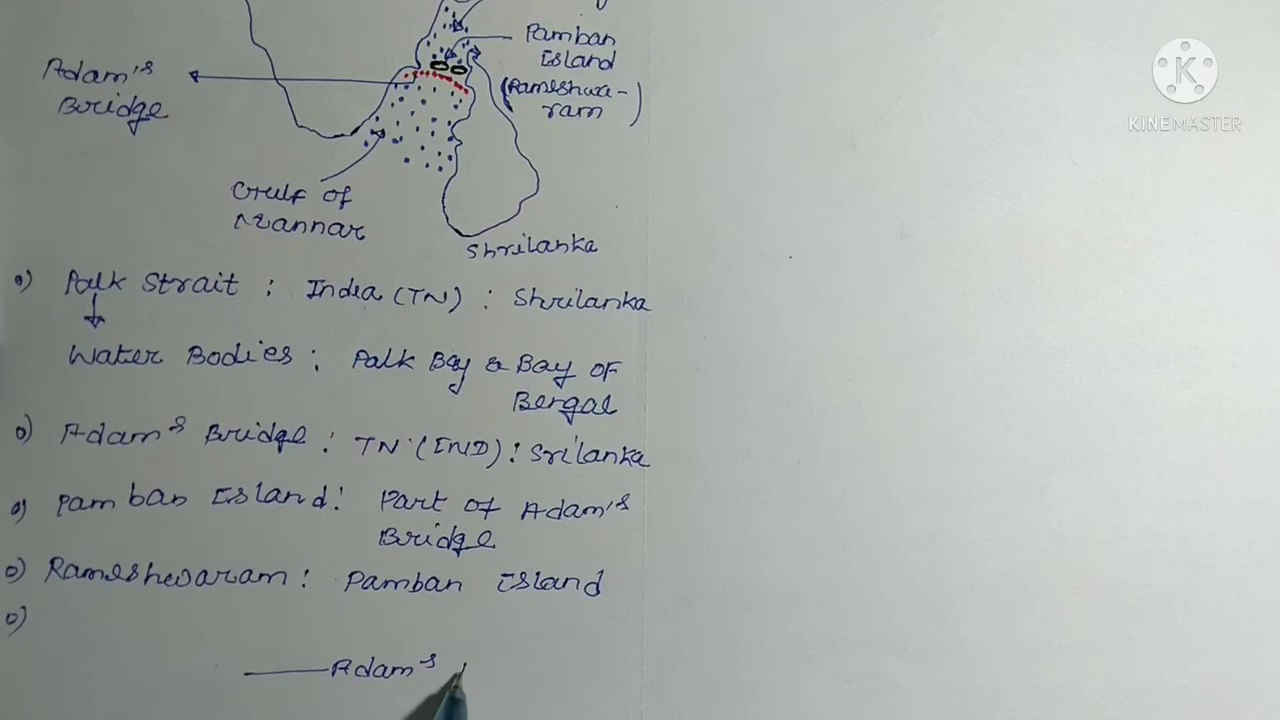 Pamban
Island
(Rameshwa-
ram)
Adam's
Bridge
Gulf of
Mannar
Shrilanka
Palk Strait : India (TN) : Shrilanka
Water Bodies : Palk Bay & Bay of
Bengal
Adam's Bridge : TN (IND) : Srilanka
Pamban Island : Part of Adam's
Bridge
Rameshwaram : Pamban Island
Adam's
K
KINEMASTER